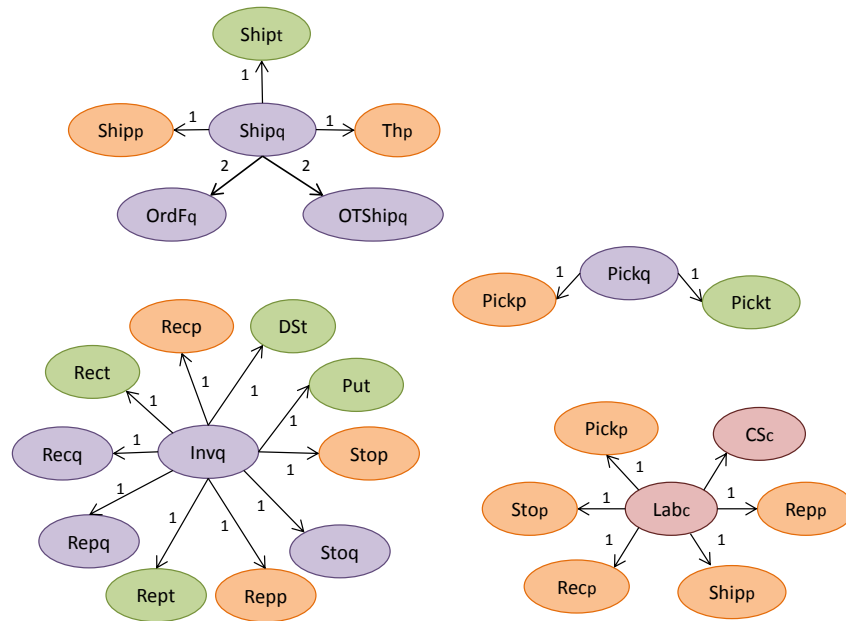 Shipt
1
Shipp
1
Shipq
1
Thp
2
2
OrdFq
OTShipq
Pickp
1
Pickq
1
Pickt
Recp
DSt
Rect
1
1
Put
1
1
Recq
1
Invq
1
Stop
1
Repq
1
1
1
1
Stoq
Rept
Repp
Pickp
CSc
1
Stop
1
Labc
1
Repp
1
1
Recp
Shipp